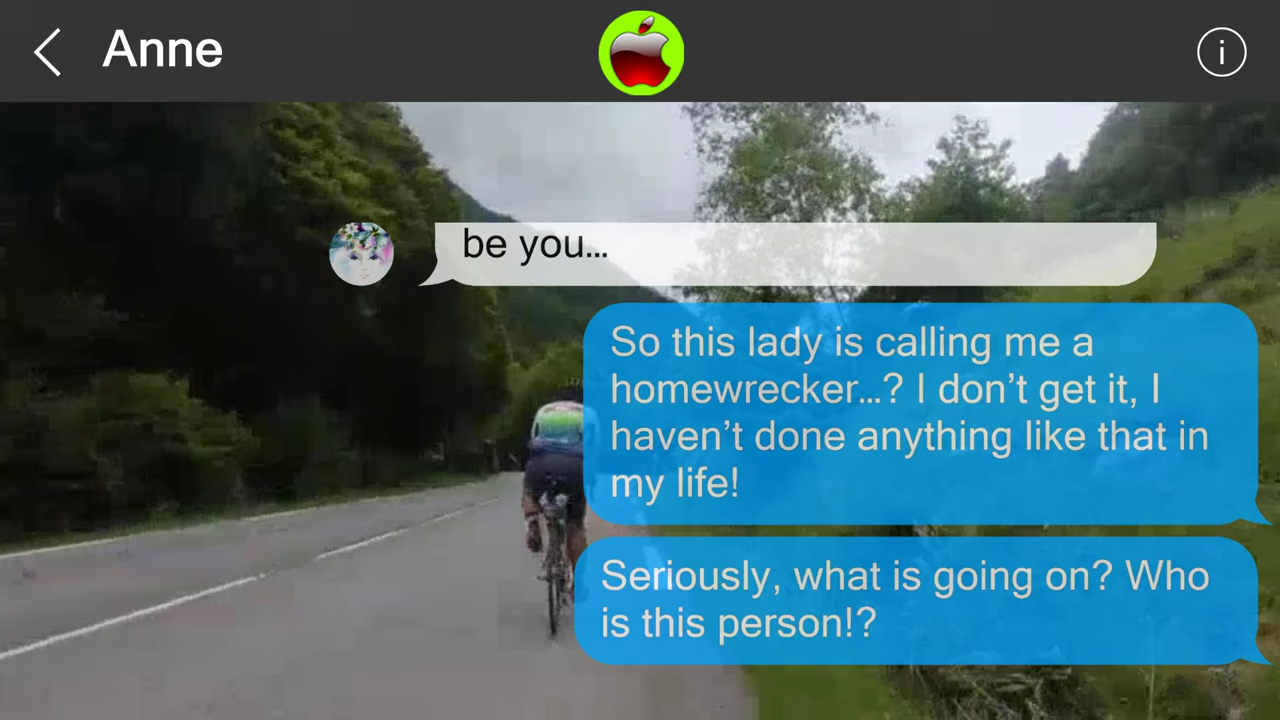 Anne
i
be you…
So this lady is calling me a
homewrecker…? I don’t get it, I
haven’t done anything like that in
my life!
Seriously, what is going on? Who
is this person!?